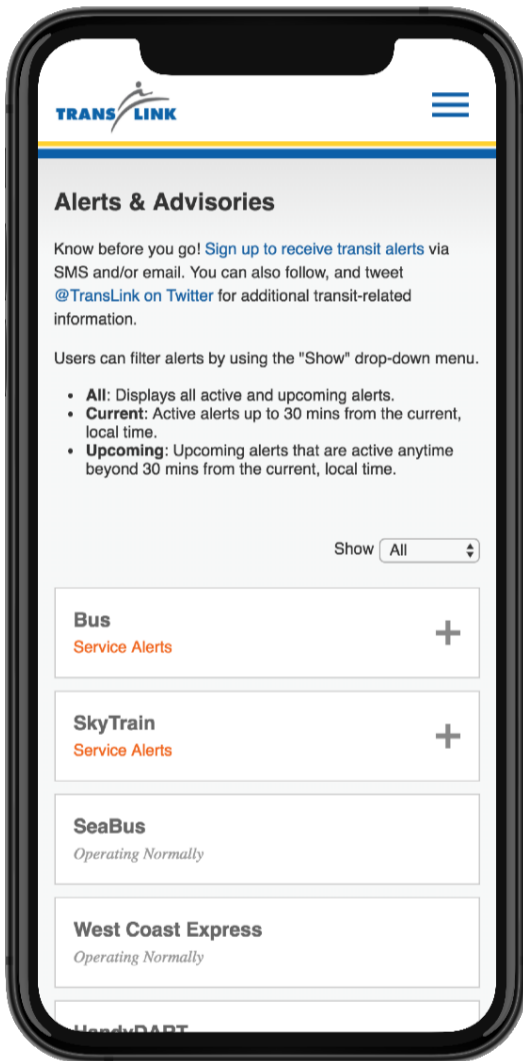 TRANS LINK
Alerts & Advisories
Know before you go! Sign up to receive transit alerts via
SMS and/or email. You can also follow, and tweet
@TransLink on Twitter for additional transit-related
information.
Users can filter alerts by using the "Show" drop-down menu.
• All: Displays all active and upcoming alerts.
• Current: Active alerts up to 30 mins from the current,
local time.
• Upcoming: Upcoming alerts that are active anytime
beyond 30 mins from the current, local time.
Show All
Bus
Service Alerts
SkyTrain
Service Alerts
SeaBus
Operating Normally
West Coast Express
Operating Normally
HandyDART